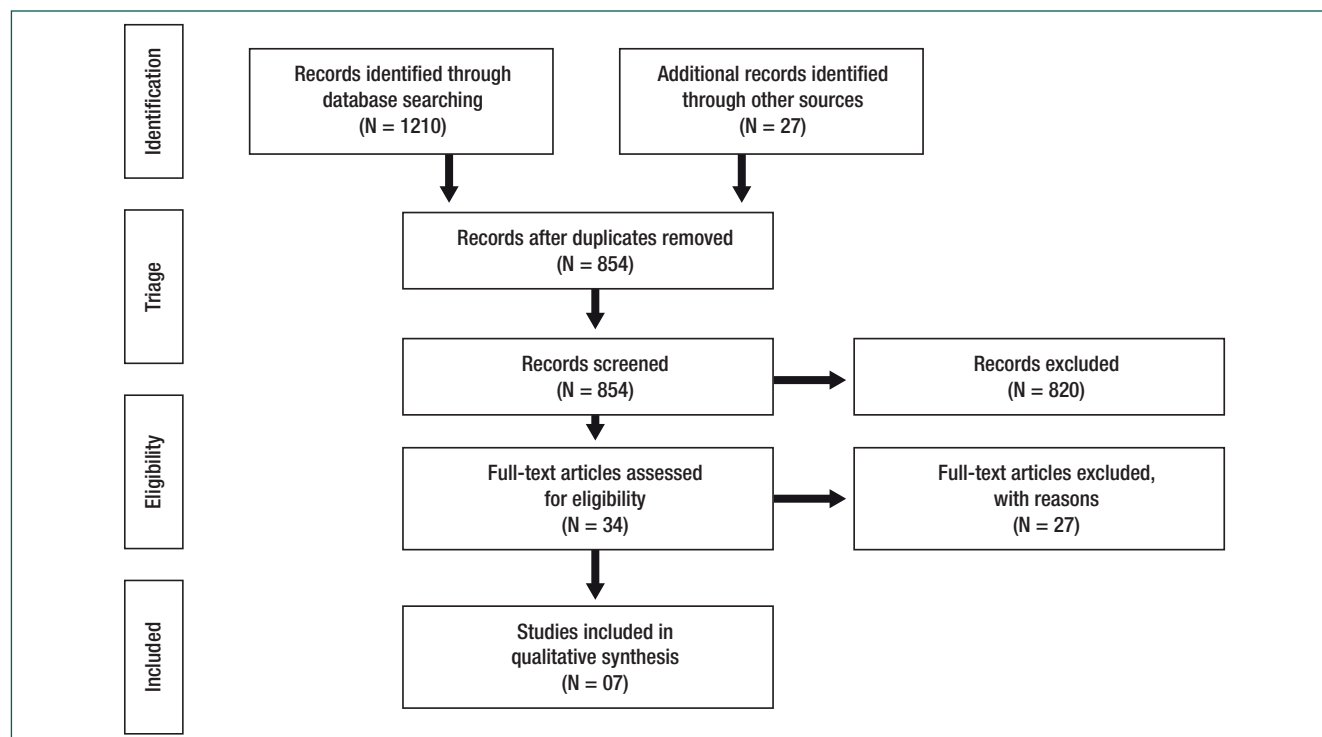 Identification
Records identified through
database searching
(N = 1210)
Additional records identified
through other sources
(N = 27)
Triage
Records after duplicates removed
(N = 854)
Records screened
(N = 854)
Records excluded
(N = 820)
Eligibility
Full-text articles assessed
for eligibility
(N = 34)
Full-text articles excluded,
with reasons
(N = 27)
Included
Studies included in
qualitative synthesis
(N = 07)